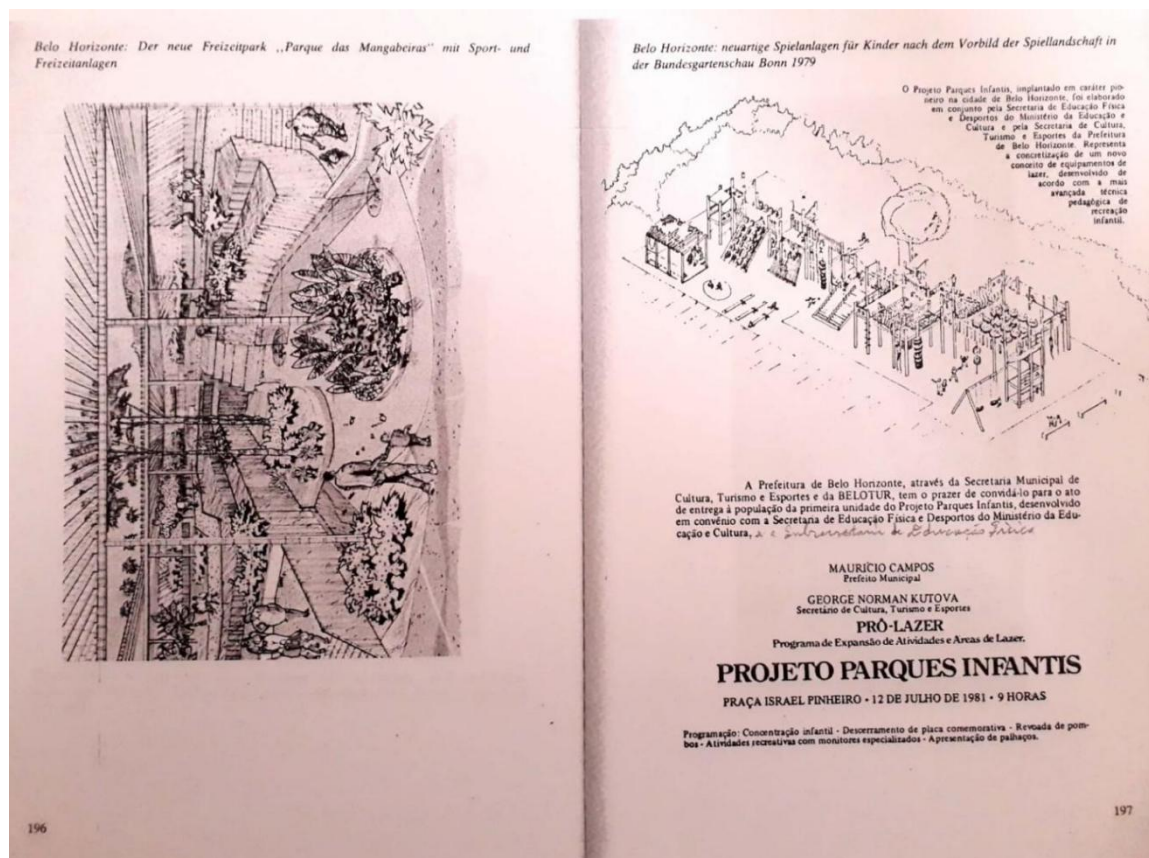 Belo Horizonte: Der neue Freizeitpark „Parque das Mangabeiras" mit Sport- und
Freizeitanlagen
196
Belo Horizonte: neuartige Spielanlagen für Kinder nach dem Vorbild der Spiellandschaft in
der Bundesgartenschau Bonn 1979
O Projeto Parques Infantis, implantado em caráter pio-
neiro na cidade de Belo Horizonte, foi elaborado
em conjunto pela Secretaria de Educação Física
e Desportos do Ministério da Educação e
Cultura e pela Secretaria de Cultura,
Turismo e Esportes da Prefeitura
de Belo Horizonte. Representa
a concretização de um novo
conceito de equipamentos de
lazer, desenvolvido de
acordo com a mais
avançada técnica
pedagógica de
recreação
infantil.
A Prefeitura de Belo Horizonte, através da Secretaria Municipal de
Cultura, Turismo e Esportes e da BELOTUR, tem o prazer de convidá-lo para o ato
de entrega à população da primeira unidade do Projeto Parques Infantis, desenvolvido
em convênio com a Secretaria de Educação Física e Desportos do Ministério da Edu-
cação e Cultura, de Educação Física
MAURICIO CAMPOS
Prefeito Municipal
GEORGE NORMAN KUTOVA
Secretário de Cultura, Turismo e Esportes
PRÓ-LAZER
Programa de Expansão de Atividades e Areas de Lazer.
PROJETO PARQUES INFANTIS
PRAÇA ISRAEL PINHEIRO • 12 DE JULHO DE 1981 • 9 HORAS
Programação: Concentração infantil - Descerramento de placa comemorativa - Revoada de pom-
bos - Atividades recreativas com monitores especializados - Apresentação de palhaços.
197